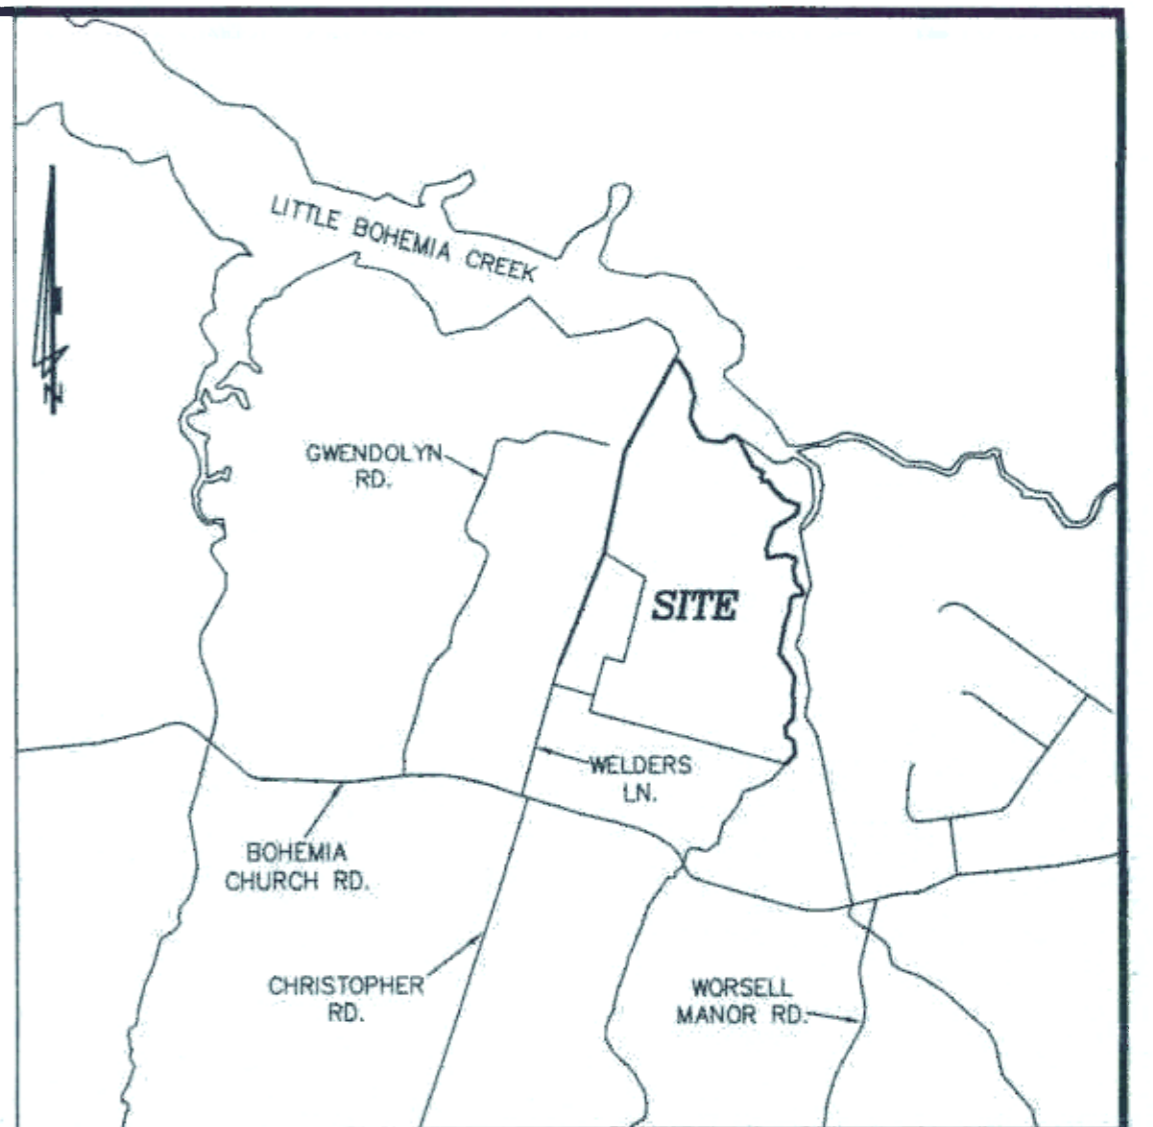 LITTLE BOHEMIA CREEK
N
GWENDOLYN
RD.
SITE
WELDERS
LN.
BOHEMIA
CHURCH RD.
CHRISTOPHER
RD.
WORSELL
MANOR RD.